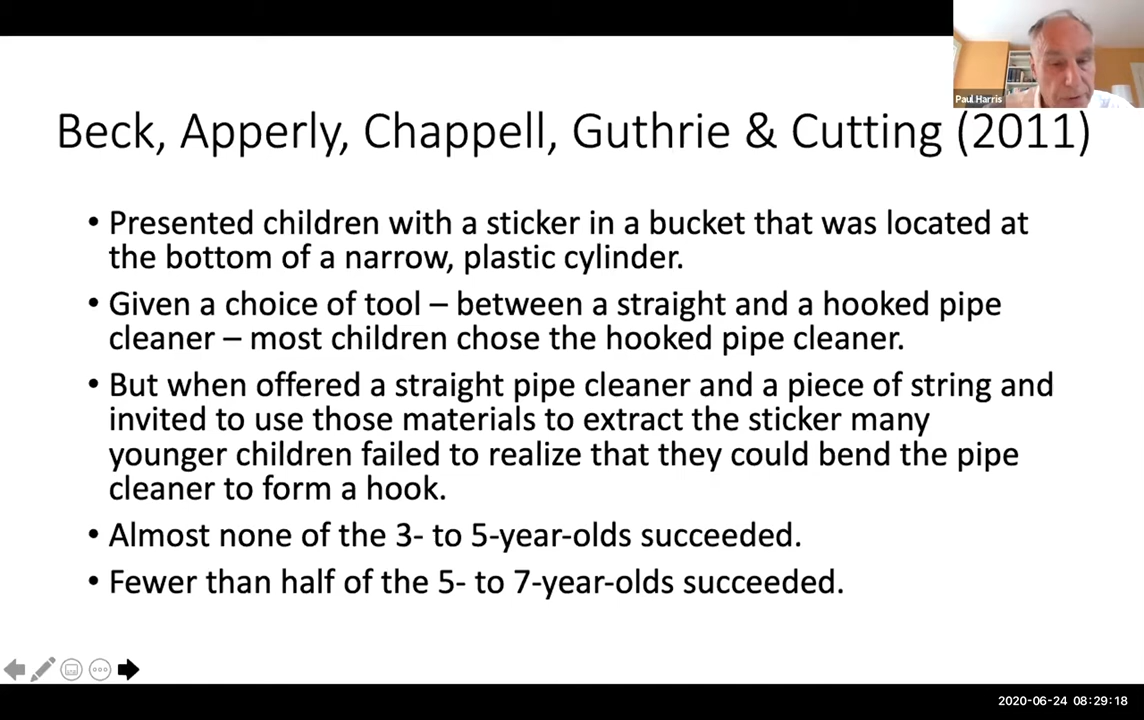 Paul Harris
Beck, Apperly, Chappell, Guthrie & Cutting (2011)
• Presented children with a sticker in a bucket that was located at
the bottom of a narrow, plastic cylinder.
• Given a choice of tool – between a straight and a hooked pipe
cleaner – most children chose the hooked pipe cleaner.
• But when offered a straight pipe cleaner and a piece of string and
invited to use those materials to extract the sticker many
younger children failed to realize that they could bend the pipe
cleaner to form a hook.
• Almost none of the 3- to 5-year-olds succeeded.
• Fewer than half of the 5- to 7-year-olds succeeded.
2020-06-24 08:29:18